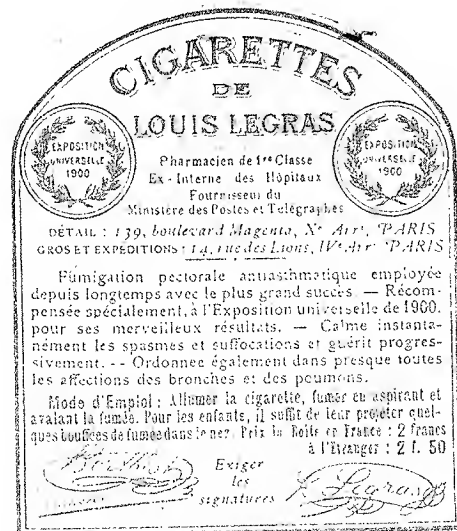 CIGARETTES
DE
LOUIS LEGRAS
EXPOSITION
UNIVERSELLE
1900
EXPOSITION
UNIVERSELLE
1900
Pharmacien de 1re Classe
Ex-Interne des Hôpitaux
Fournisseur du
Ministère des Postes et Télégraphes
DÉTAIL : 139, boulevard Magenta, Xe Arrt, PARIS
GROS ET EXPÉDITIONS : 14, rue des Lions, IVe Arrt PARIS
Fumigation pectorale antiasthmatique employée
depuis longtemps avec le plus grand succès. — Récom-
pensée spécialement, à l'Exposition universelle de 1900,
pour ses merveilleux résultats. — Calme instanta-
nément les spasmes et suffocations et guérit progres-
sivement. -- Ordonnée également dans presque toutes
les affections des bronches et des poumons.
Mode d'Emploi : Allumer la cigarette, fumer en aspirant et
avalant la fumée. Pour les enfants, il suffit de leur projeter quel-
ques bouffées de fumée dans le nez. Prix la Boîte en France : 2 francs
à l'Etranger : 2 f. 50
Exiger
les
signatures
L. Legras